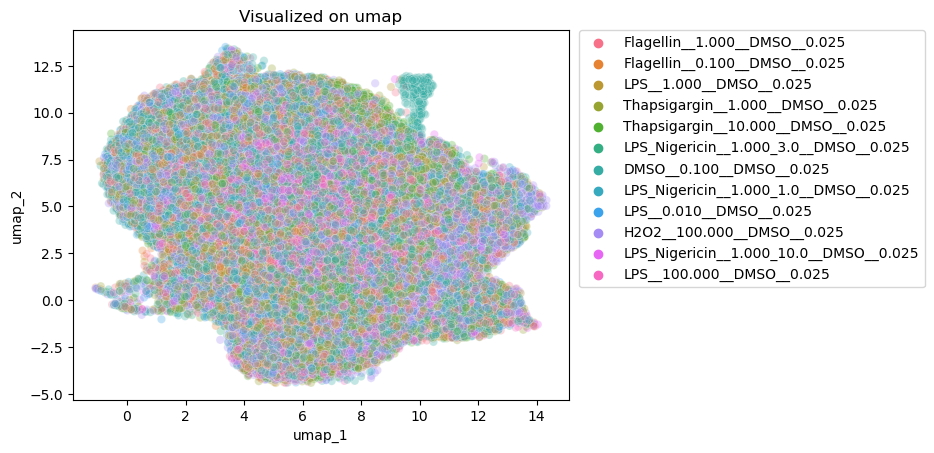 Visualized on umap
Flagellin__1.000__DMSO__0.025
Flagellin__0.100__DMSO__0.025
LPS__1.000__DMSO__0.025
Thapsigargin__1.000__DMSO__0.025
Thapsigargin__10.000__DMSO__0.025
LPS_Nigericin__1.000_3.0__DMSO__0.025
DMSO__0.100__DMSO__0.025
LPS_Nigericin__1.000_1.0__DMSO__0.025
LPS__0.010__DMSO__0.025
H2O2__100.000__DMSO__0.025
LPS_Nigericin__1.000_10.0__DMSO__0.025
LPS__100.000__DMSO__0.025
umap_2
12.5
10.0
7.5
5.0
2.5
0.0
−2.5
−5.0
0 2 4 6 8 10 12 14
umap_1